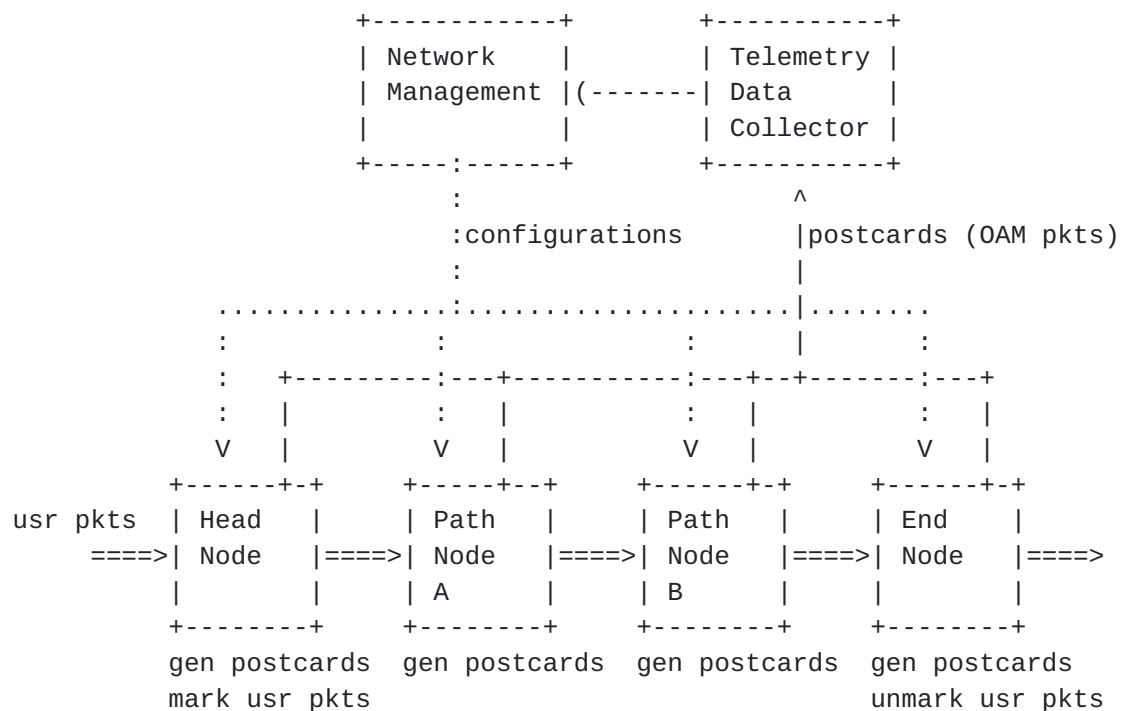 Network Telemetry
Management Data
Collector
configurations postcards (OAM pkts)
V V V V
usr pkts Head Path Path End
Node Node Node Node
A B
gen postcards gen postcards gen postcards gen postcards
mark usr pkts unmark usr pkts